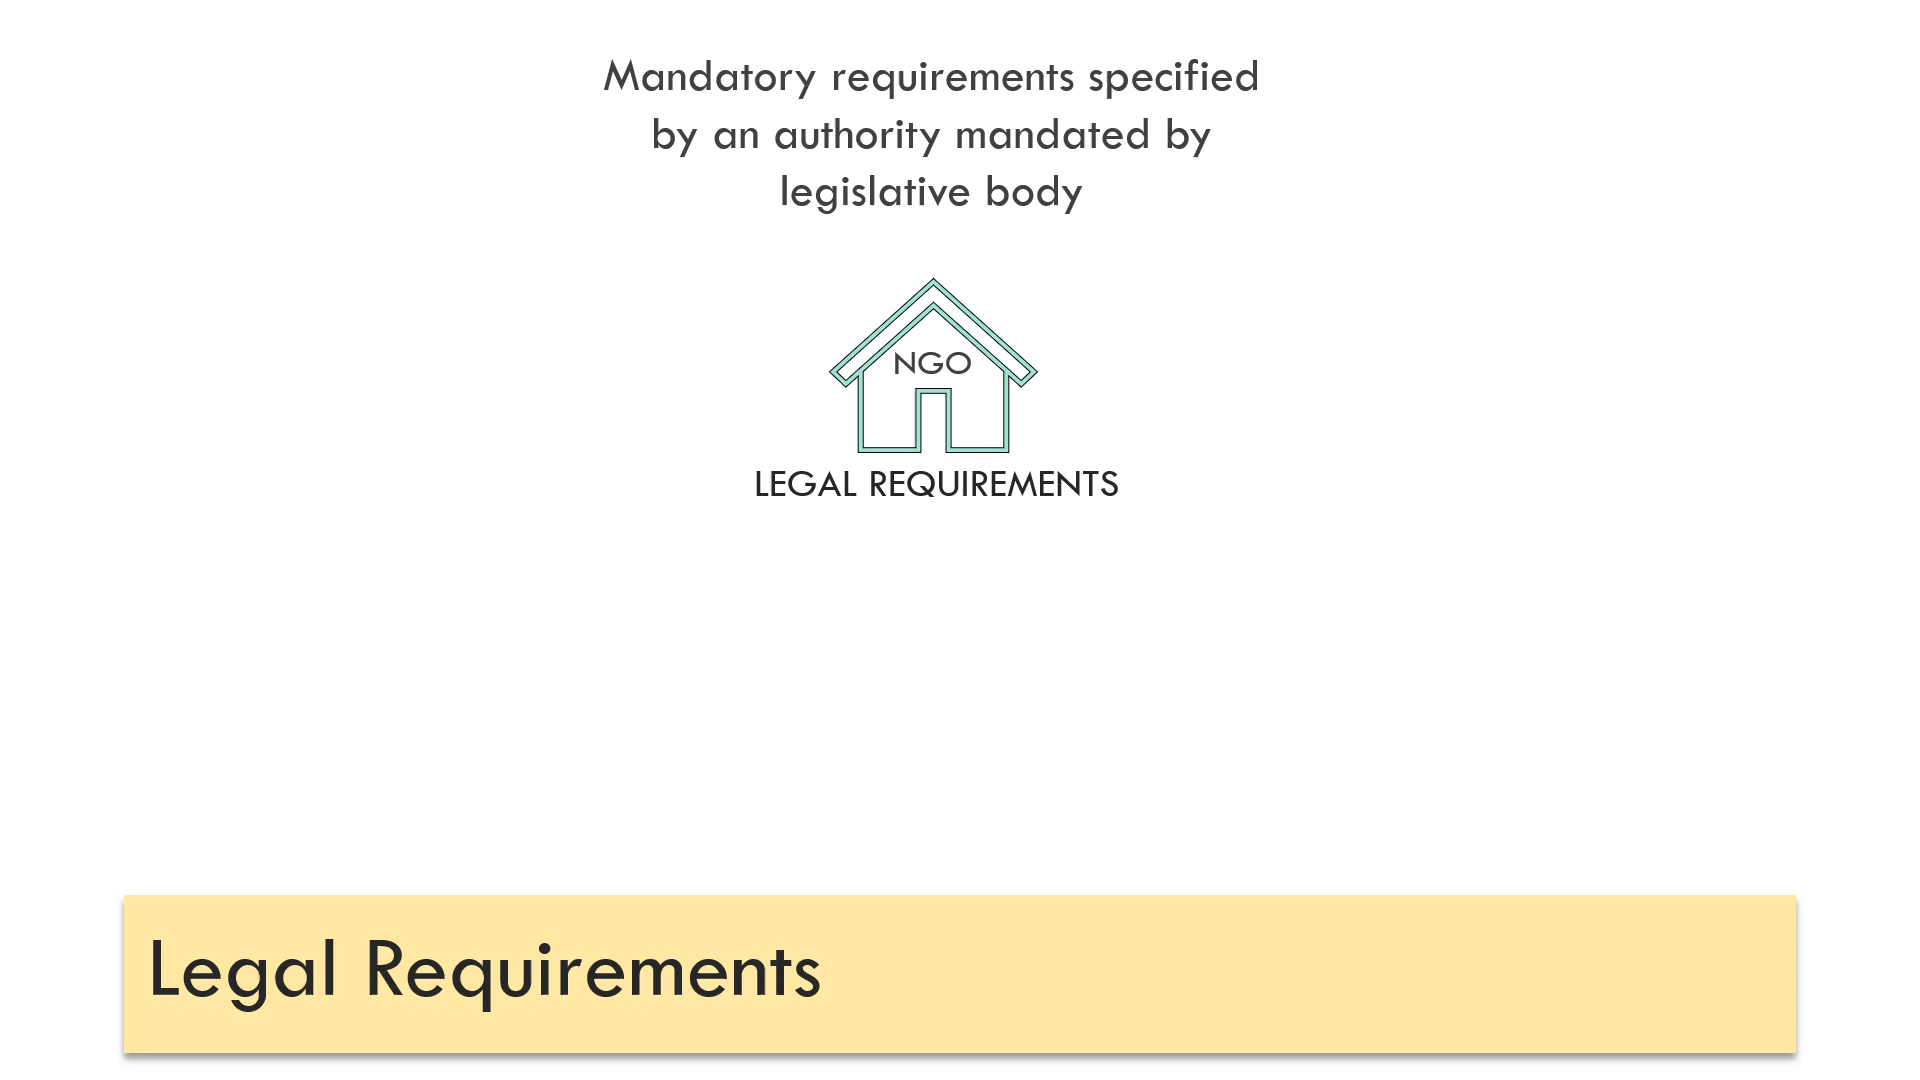 Mandatory requirements specified
by an authority mandated by
legislative body
NGO
LEGAL REQUIREMENTS
Legal Requirements